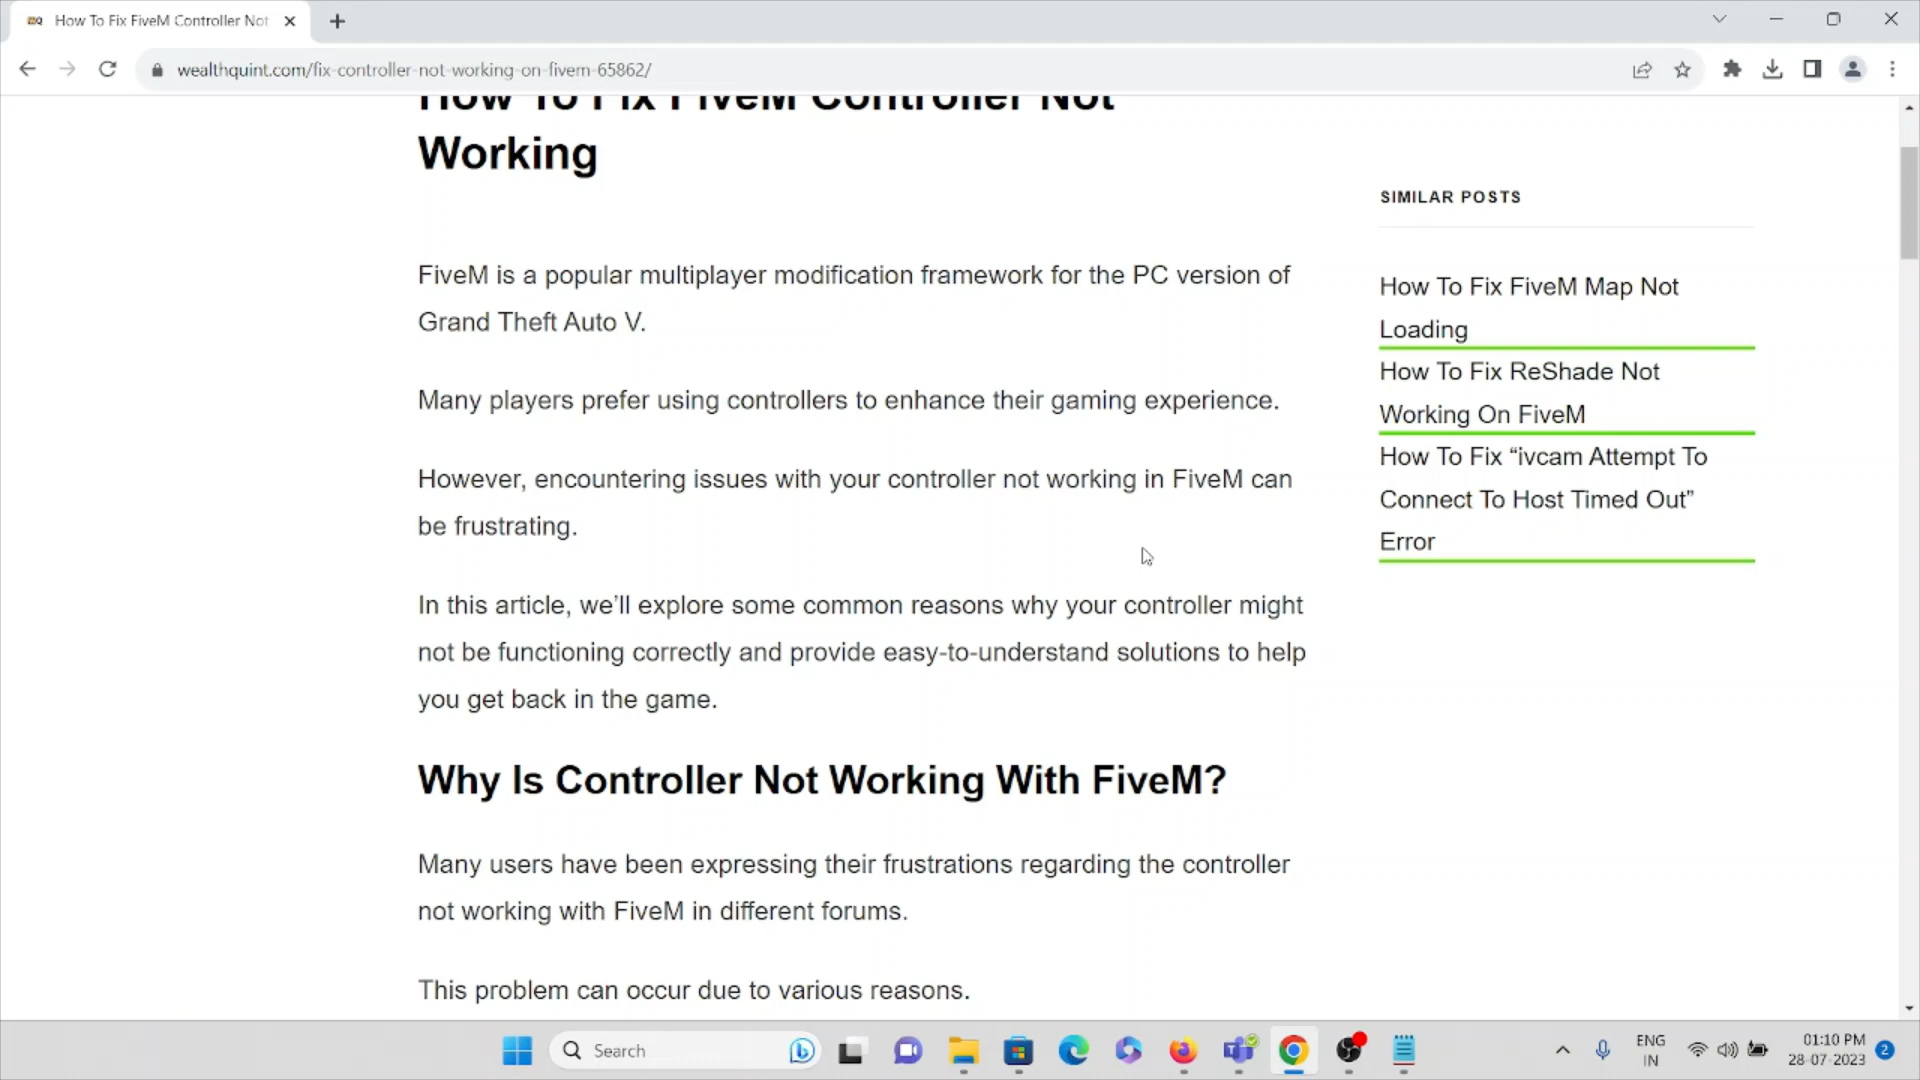 How To Fix FiveM Controller Not
wealthquint.com/fix-controller-not-working-on-fivem-65862/
How To Fix FiveM Controller Not
Working
FiveM is a popular multiplayer modification framework for the PC version of
Grand Theft Auto V.
Many players prefer using controllers to enhance their gaming experience.
However, encountering issues with your controller not working in FiveM can
be frustrating.
In this article, we’ll explore some common reasons why your controller might
not be functioning correctly and provide easy-to-understand solutions to help
you get back in the game.
Why Is Controller Not Working With FiveM?
Many users have been expressing their frustrations regarding the controller
not working with FiveM in different forums.
This problem can occur due to various reasons.
SIMILAR POSTS
How To Fix FiveM Map Not
Loading
How To Fix ReShade Not
Working On FiveM
How To Fix “ivcam Attempt To
Connect To Host Timed Out”
Error
Search
ENG
IN
01:10 PM
28-07-2023
2